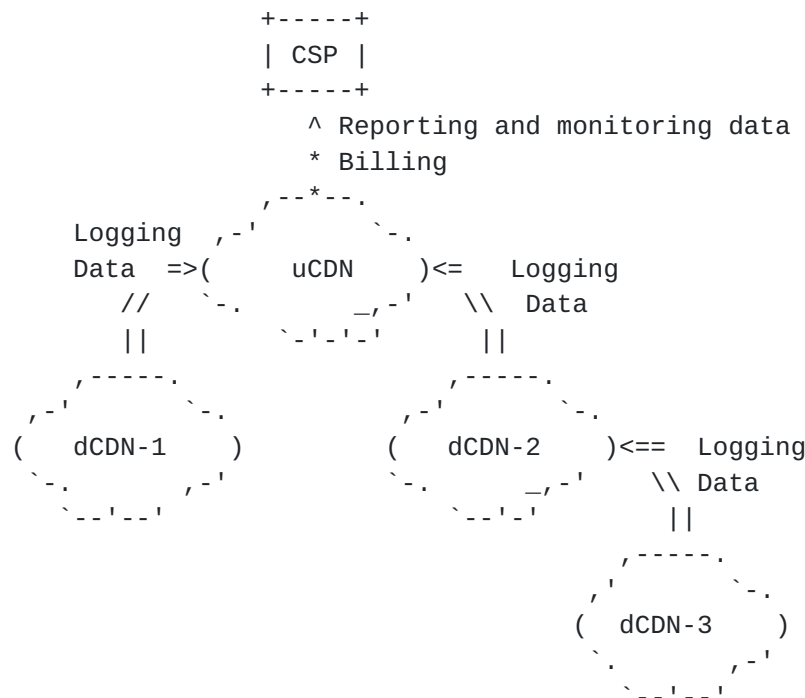 CSP
^ Reporting and monitoring data
* Billing
Logging
Data =>( uCDN )<= Logging
Data
dCDN-1
dCDN-2 )<== Logging
Data
dCDN-3